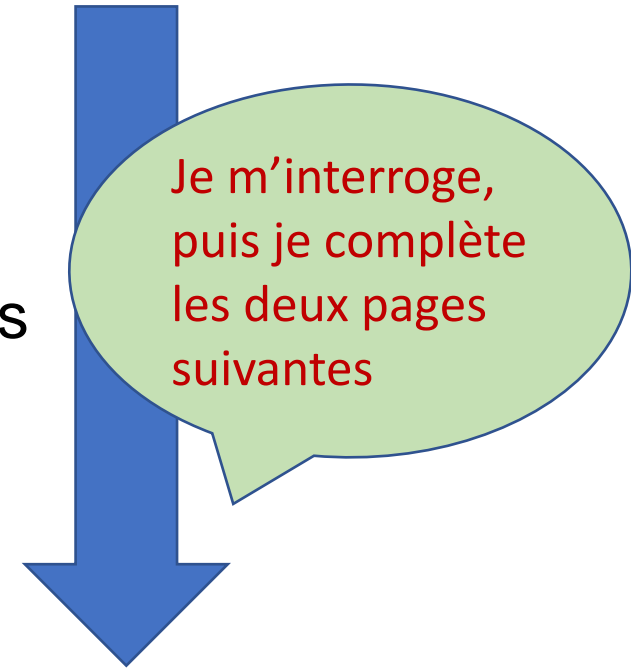 Je m’interroge,
puis je complète
les deux pages
s
suivantes